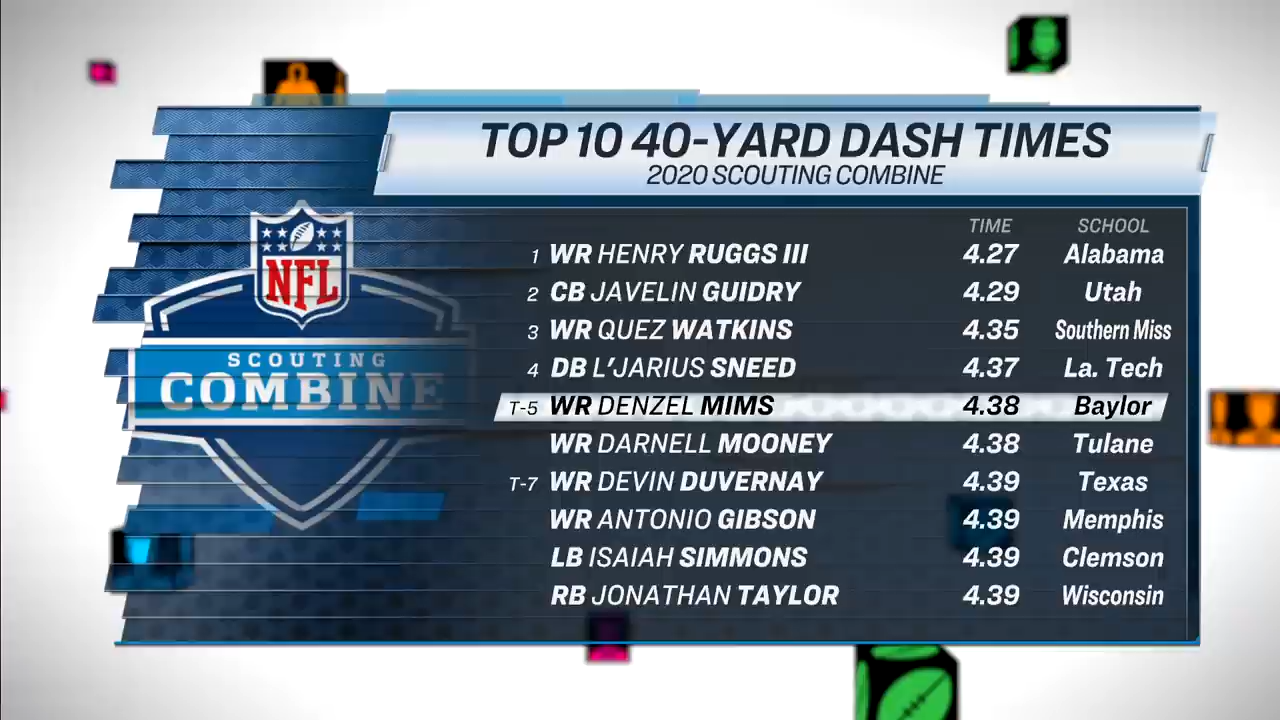 TOP 10 40-YARD DASH TIMES
2020 SCOUTING COMBINE
NFL
SCOUTING
COMBINE
TIME SCHOOL
1 WR HENRY RUGGS III 4.27 Alabama
2 CB JAVELIN GUIDRY 4.29 Utah
3 WR QUEZ WATKINS 4.35 Southern Miss
4 DB L'JARIUS SNEED 4.37 La. Tech
T-5 WR DENZEL MIMS 4.38 Baylor
WR DARNELL MOONEY 4.38 Tulane
T-7 WR DEVIN DUVERNAY 4.39 Texas
WR ANTONIO GIBSON 4.39 Memphis
LB ISAIAH SIMMONS 4.39 Clemson
RB JONATHAN TAYLOR 4.39 Wisconsin